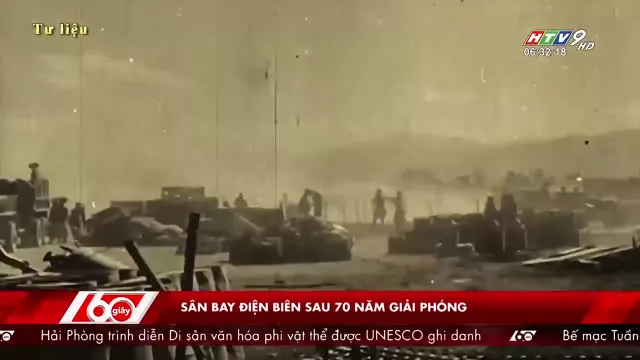 Tư liệu
HTV9 HD
06:32:18
60 giây
SÂN BAY ĐIỆN BIÊN SAU 70 NĂM GIẢI PHÓNG
Hải Phòng trình diễn Di sản văn hóa phi vật thể được UNESCO ghi danh
60
Bế mạc Tuần